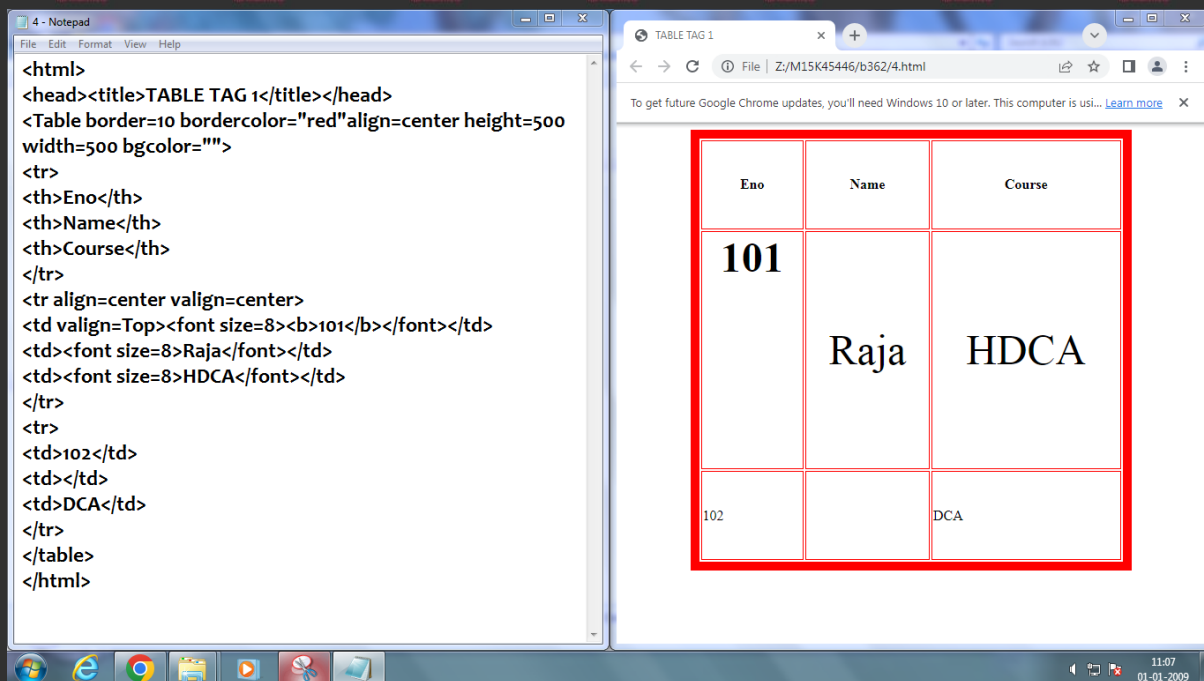 4 - Notepad
File Edit Format View Help
<html>
<head><title>TABLE TAG 1</title></head>
<Table border=10 bordercolor="red"align=center height=500
width=500 bgcolor="">
<tr>
<th>Eno</th>
<th>Name</th>
<th>Course</th>
</tr>
<tr align=center valign=center>
<td valign=Top><font size=8><b>101</b></font></td>
<td><font size=8>Raja</font></td>
<td><font size=8>HDCA</font></td>
</tr>
<tr>
<td>102</td>
<td></td>
<td>DCA</td>
</tr>
</table>
</html>
TABLE TAG 1
File | Z:/M15K45446/b362/4.html
To get future Google Chrome updates, you'll need Windows 10 or later. This computer is usi... Learn more
Eno Name Course
101
Raja HDCA
102 DCA
11:07
01-01-2009